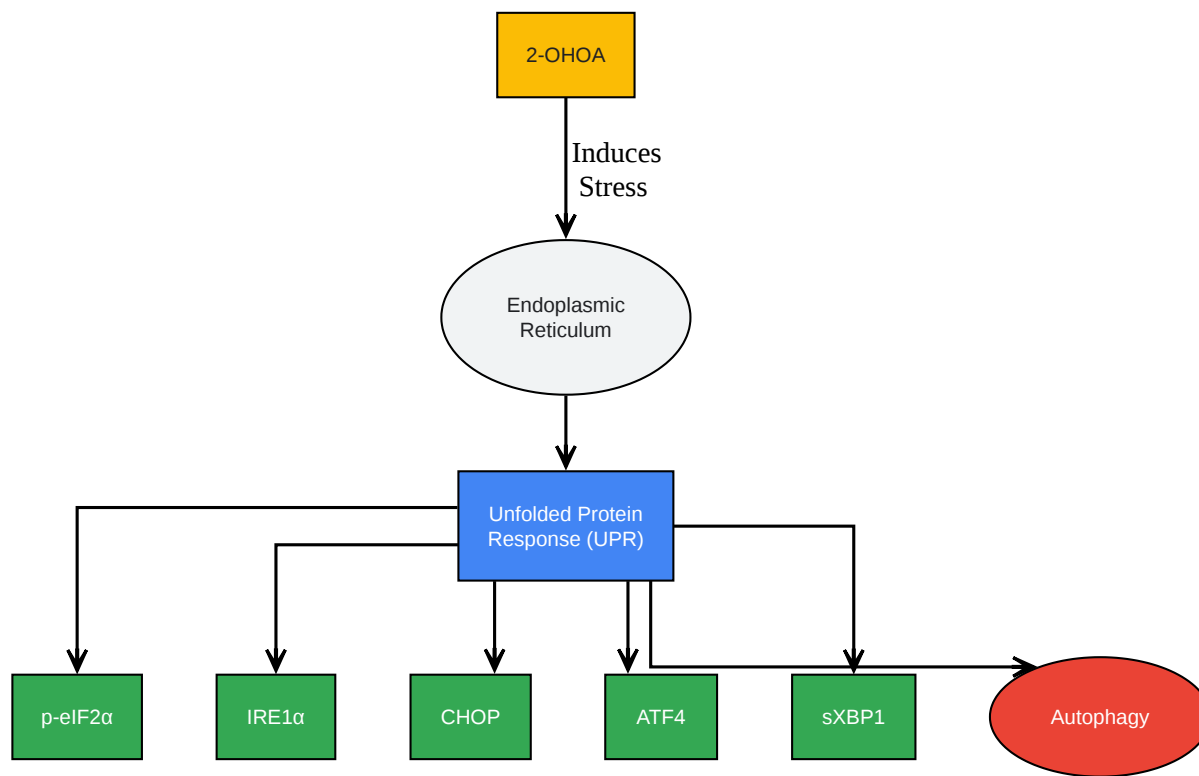 2-OHOA
Induces
Stress
Endoplasmic
Reticulum
Unfolded Protein
Response (UPR)
p-eIF2α
IRE1α
CHOP
ATF4
sXBP1
Autophagy